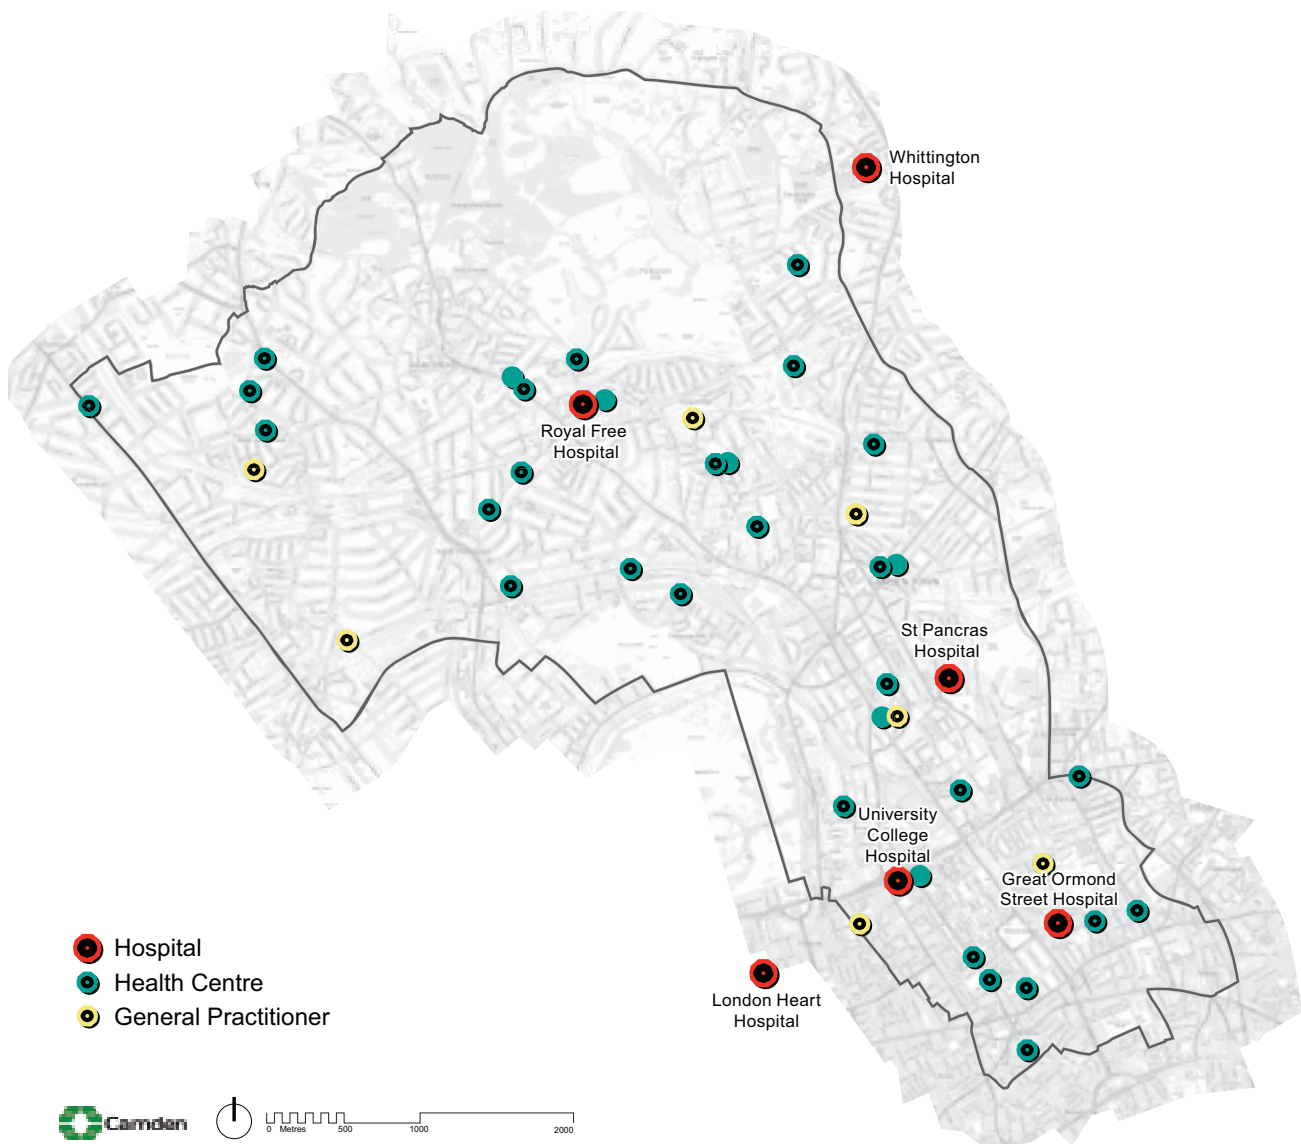 Whittington
Hospital
Royal Free
Hospital
St Pancras
Hospital
University
College
Hospital
Great Ormond
Street Hospital
London Heart
Hospital
Hospital
Health Centre
General Practitioner
Camden
0 Metres 500 1000 2000